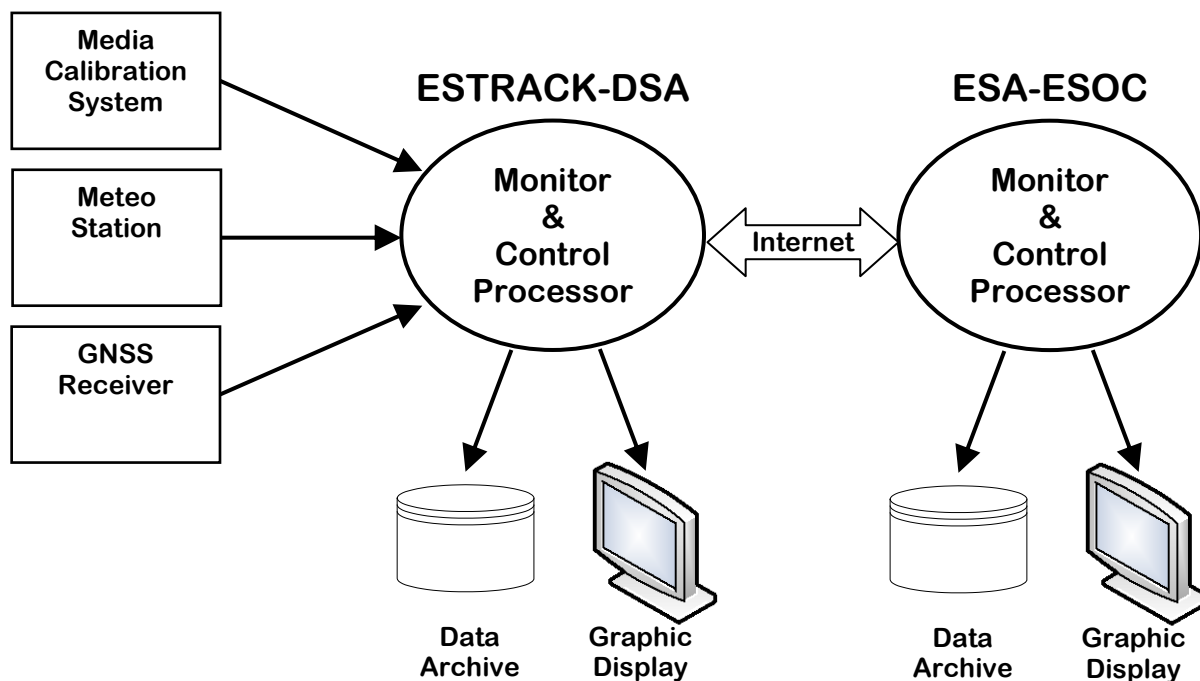 Media
Calibration
System
Meteo
Station
GNSS
Receiver
ESTRACK-DSA
Monitor
&
Control
Processor
Internet
ESA-ESOC
Monitor
&
Control
Processor
Data
Archive
Graphic
Display
Data
Archive
Graphic
Display